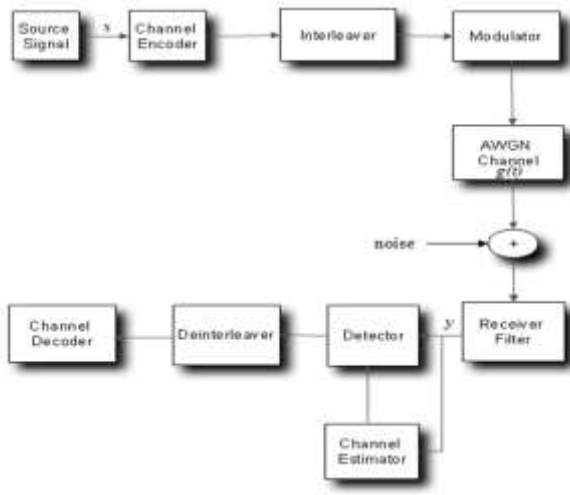 Source
Signal
s
Channel
Encoder
Interleaver
Modulator
AWGN
Channel
g(t)
noise
+
Channel
Decoder
Deinterleaver
Detector
y
Receiver
Filter
Channel
Estimator